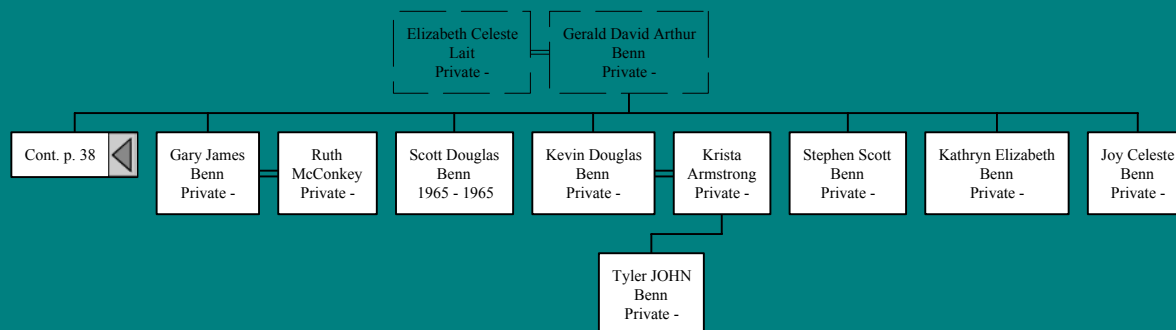 Elizabeth Celeste
Lait
Private -
Gerald David Arthur
Benn
Private -
Cont. p. 38
Gary James
Benn
Private -
Ruth
McConkey
Private -
Scott Douglas
Benn
1965 - 1965
Kevin Douglas
Benn
Private -
Krista
Armstrong
Private -
Stephen Scott
Benn
Private -
Kathryn Elizabeth
Benn
Private -
Joy Celeste
Benn
Private -
Tyler JOHN
Benn
Private -